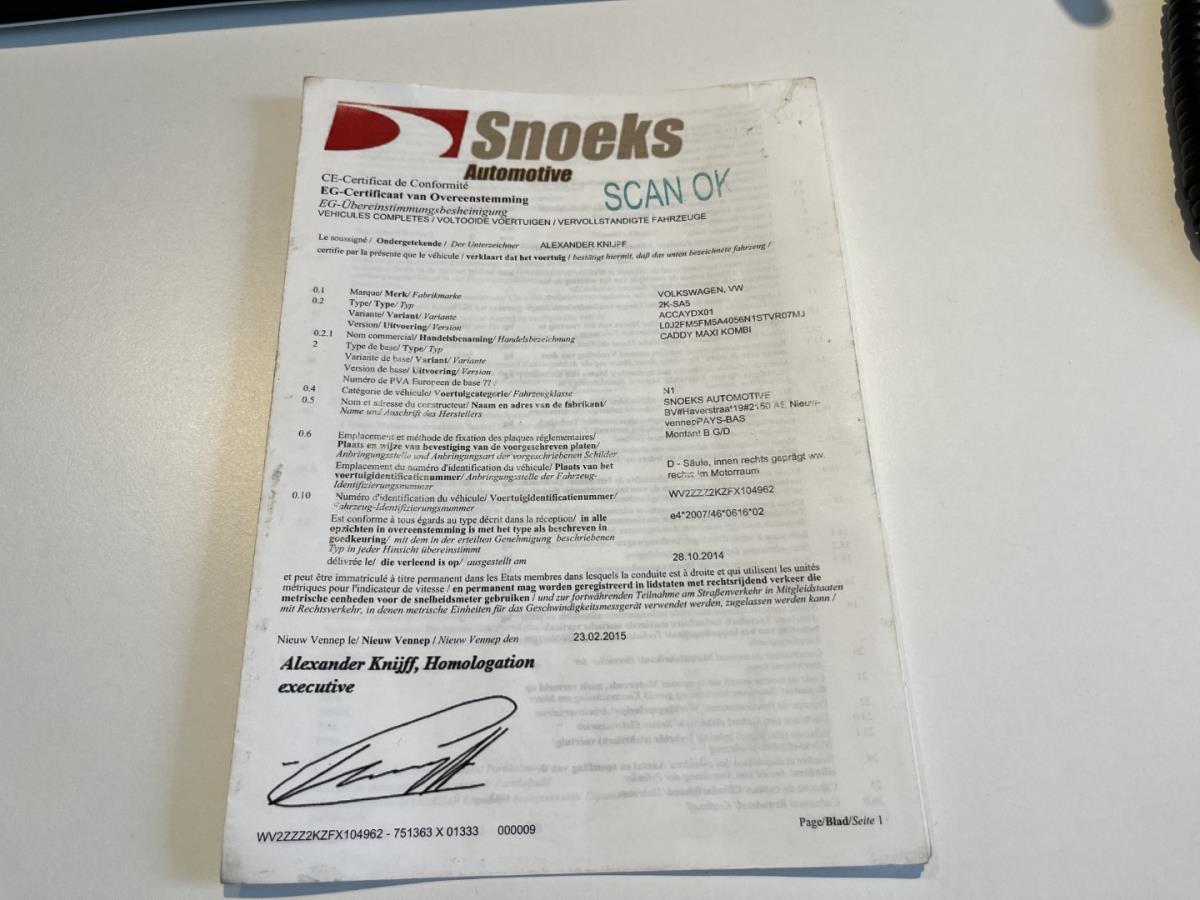 Snoeks
Automotive
SCAN OK
CE-Certificat de Conformité
EG-Certificaat van Overeenstemming
EG-Übereinstimmungsbesheinigung
VEHICULES COMPLETES / VOLTOOIDE VOERTUIGEN / VERVOLLSTANDIGTE FAHRZEUGE
Le soussigné / Ondergetekende / Der Unterzeichner ALEXANDER KNIJFF
certifie par la présente que le véhicule / verklaart dat het voertuig / bestätigt hiermit, daß das unten bezeichnete fahrzeug /
0.1 Marque/ Merk/ Fabrikmarke VOLKSWAGEN, VW
0.2 Type/ Type/ Typ 2K-SA5
Variante/ Variant/ Variante ACCAYDX01
Version/ Uitvoering/ Version L0J2FM5FM5A4056N1STVR07MJ
0.2.1 Nom commercial/ Handelsbenaming/ Handelsbezeichnung CADDY MAXI KOMBI
2 Type de base/ Type/ Typ
Variante de base/ Variant/ Variante
Version de base/ Uitvoering/ Version
Numéro de PVA Europeen de base ?? :
0.4 Catégorie de véhicule/ Voertuigcategorie/ Fahrzeugklasse N1
0.5 Nom et adresse du constructeur/ Naam en adres van de fabrikant/ SNOEKS AUTOMOTIVE
Name und Anschrift des Herstellers BV#Haverstraat19#2150 AE Nieuw-
vennepPAYS-BAS
0.6 Emplacement et méthode de fixation des plaques réglementaires/ Montant B G/D
Plaats en wijze van bevestiging van de voorgeschreven platen/
Anbringungsstelle und Anbringungsart der vorgeschriebenen Schilder
Emplacement du numéro d'identification du véhicule/ Plaats van het D - Säule, innen rechts geprägt ww.
voertuigidentificatienummer/ Anbringungsstelle der Fahrzeug- rechts im Motorraum
Identifizierungsnummer
0.10 Numéro d'identification du véhicule/ Voertuigidentificatienummer/ WV2ZZZ2KZFX104962
Fahrzeug-Identifizierungsnummer
Est conforme à tous égards au type décrit dans la réception/ in alle e4*2007/46*0616*02
opzichten in overeenstemming is met het type als beschreven in
goedkeuring/ mit dem in der erteilten Genehmigung beschriebenen
Typ in jeder Hinsicht übereinstimmt
délivrée le/ die verleend is op/ ausgestellt am 28.10.2014
et peut être immatriculé à titre permanent dans les Etats membres dans lesquels la conduite est à droite et qui utilisent les unités
métriques pour l'indicateur de vitesse / en permanent mag worden geregistreerd in lidstaten met rechtsrijdend verkeer die
metrische eenheden voor de snelheidsmeter gebruiken / und zur fortwährenden Teilnahme am Straßenverkehr in Mitgleidstaaten
mit Rechtsverkehr, in denen metrische Einheiten für das Geschwindigkeitsmessgerät verwendet werden, zugelassen werden kann /
Nieuw Vennep le/ Nieuw Vennep / Nieuw Vennep den 23.02.2015
Alexander Knijff, Homologation
executive
WV2ZZZ2KZFX104962 - 751363 X 01333 000009
Page/Blad/Seite 1